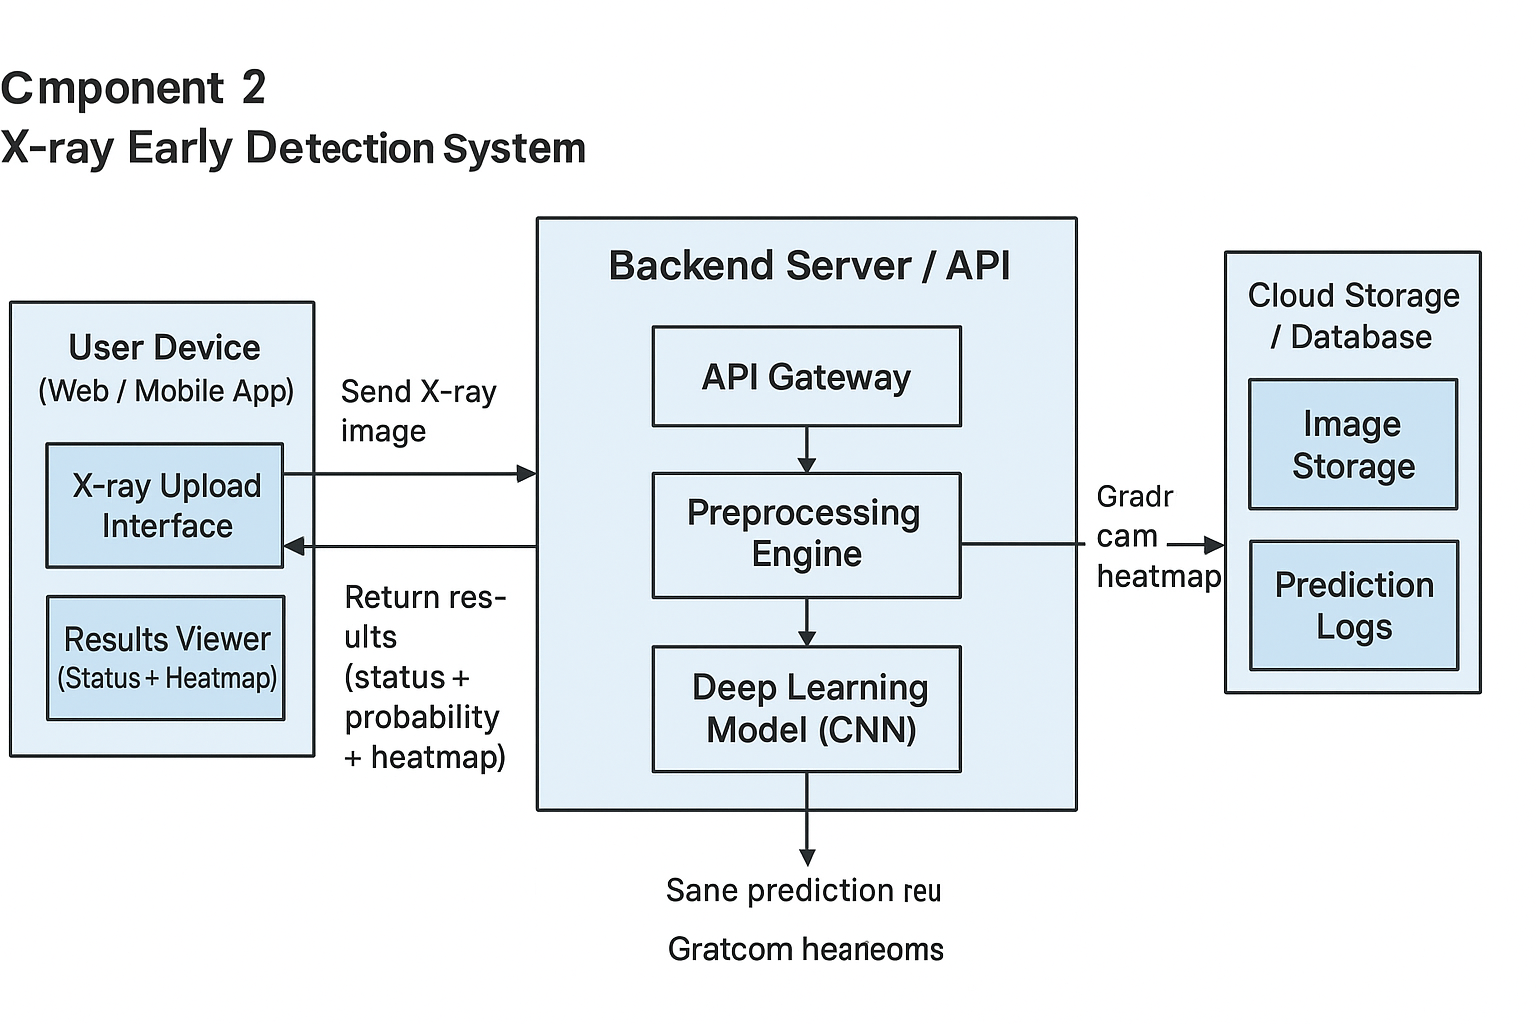 Cmponent 2
X-ray Early Detection System
User Device
(Web / Mobile App)
X-ray Upload
Interface
Results Viewer
(Status + Heatmap)
Send X-ray
image
Return res-
ults
(status +
probability
+ heatmap)
Backend Server / API
API Gateway
Preprocessing
Engine
Deep Learning
Model (CNN)
Sane prediction reu
Gratcom heaneoms
Gradr
cam
heatmap
Cloud Storage
/ Database
Image
Storage
Prediction
Logs